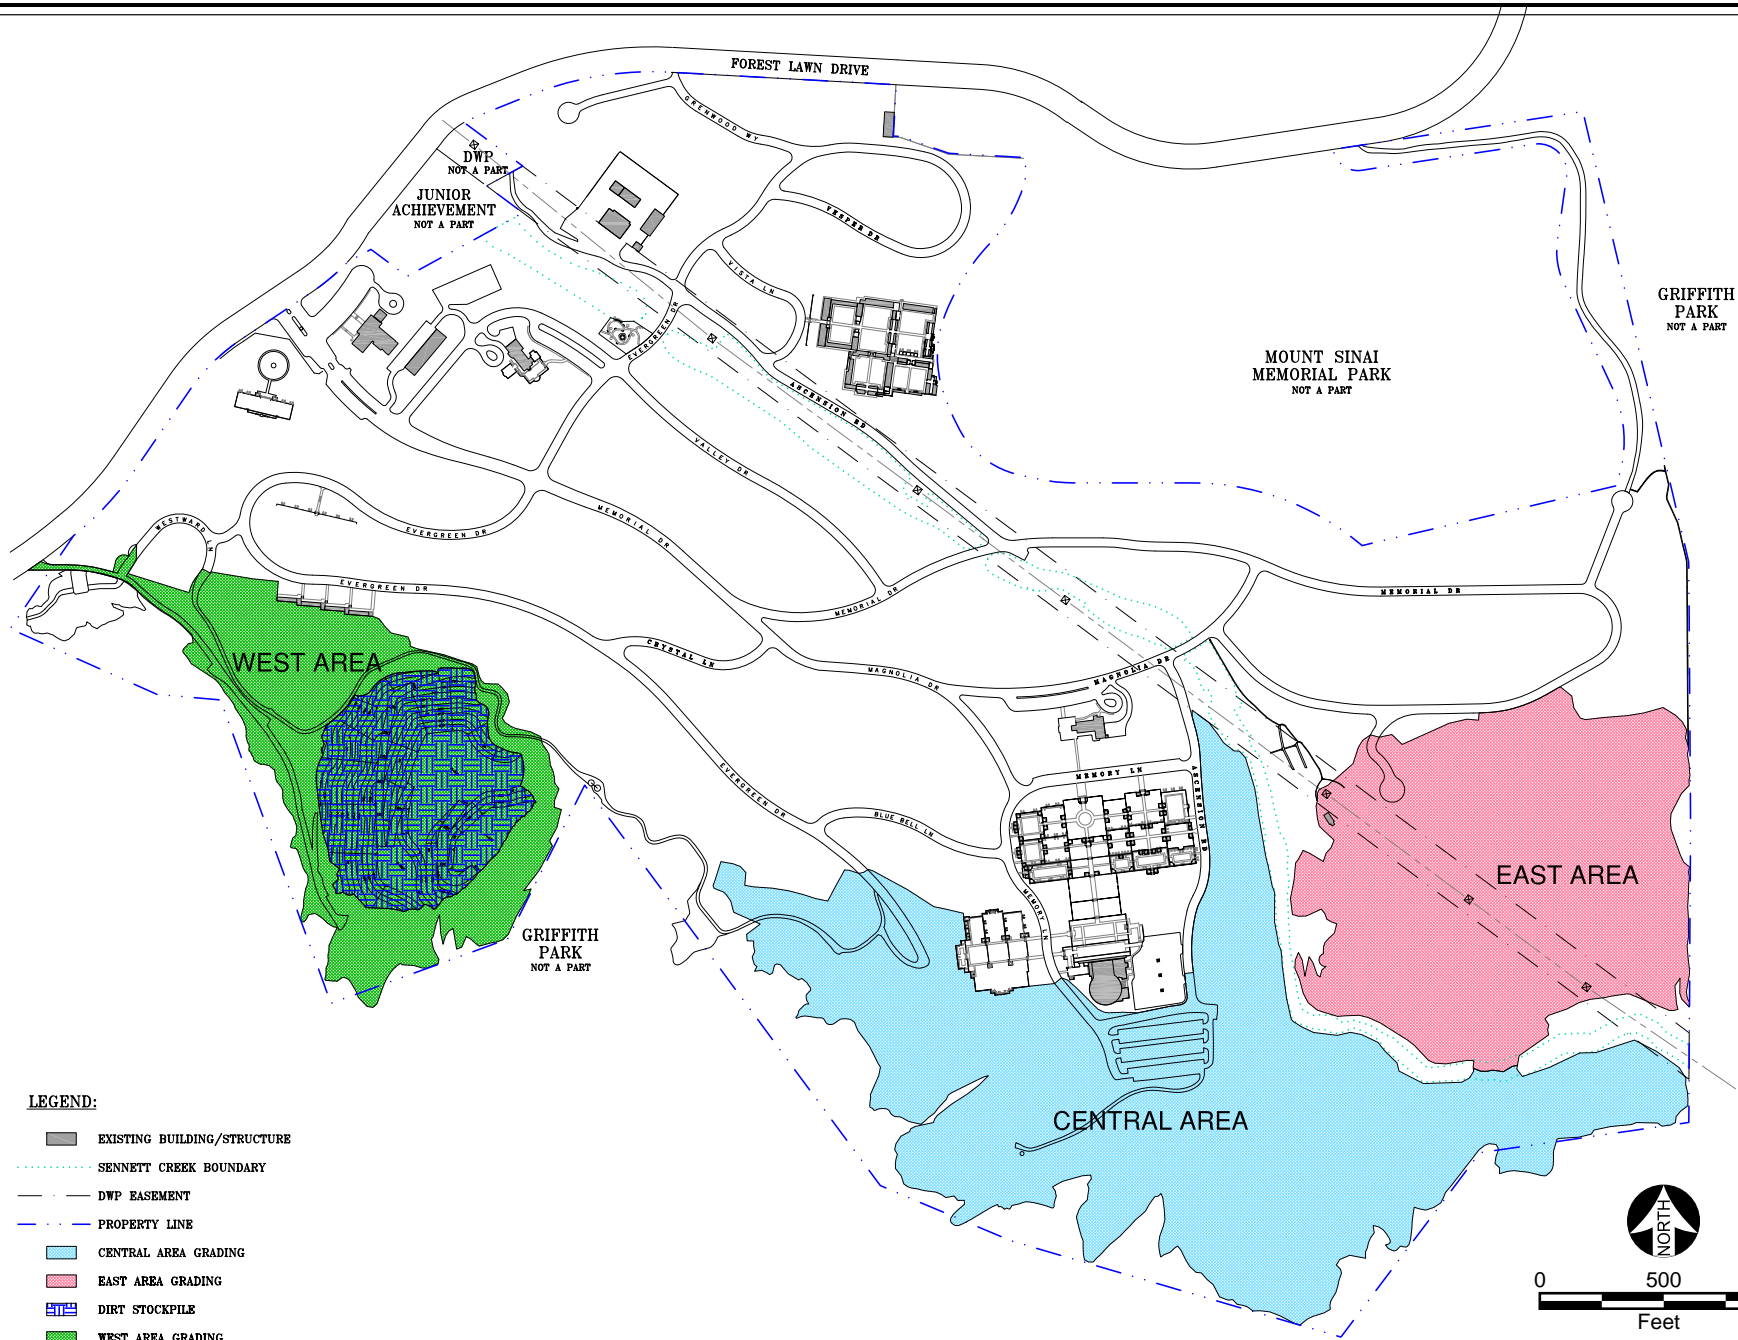 FOREST LAWN DRIVE
GRENWOOD WY
DWP
NOT A PART
JUNIOR
ACHIEVEMENT
NOT A PART
VESPER DR
VISTA LN
EVERGREEN DR
GRIFFITH
PARK
NOT A PART
MOUNT SINAI
MEMORIAL PARK
NOT A PART
ASCENSION RD
VALLEY DR
WESTWARD LN
EVERGREEN DR
MEMORIAL DR
EVERGREEN DR
MEMORIAL DR
MEMORIAL DR
WEST AREA
CRYSTAL LN
MAGNOLIA DR
MAGNOLIA DR
EVERGREEN DR
MEMORY LN
ASCENSION RD
BLUE BELL LN
MEMORY LN
EAST AREA
GRIFFITH
PARK
NOT A PART
CENTRAL AREA
LEGEND:
EXISTING BUILDING/STRUCTURE
SENNETT CREEK BOUNDARY
DWP EASEMENT
PROPERTY LINE
CENTRAL AREA GRADING
EAST AREA GRADING
DIRT STOCKPILE
WEST AREA GRADING
NORTH
0 500
Feet